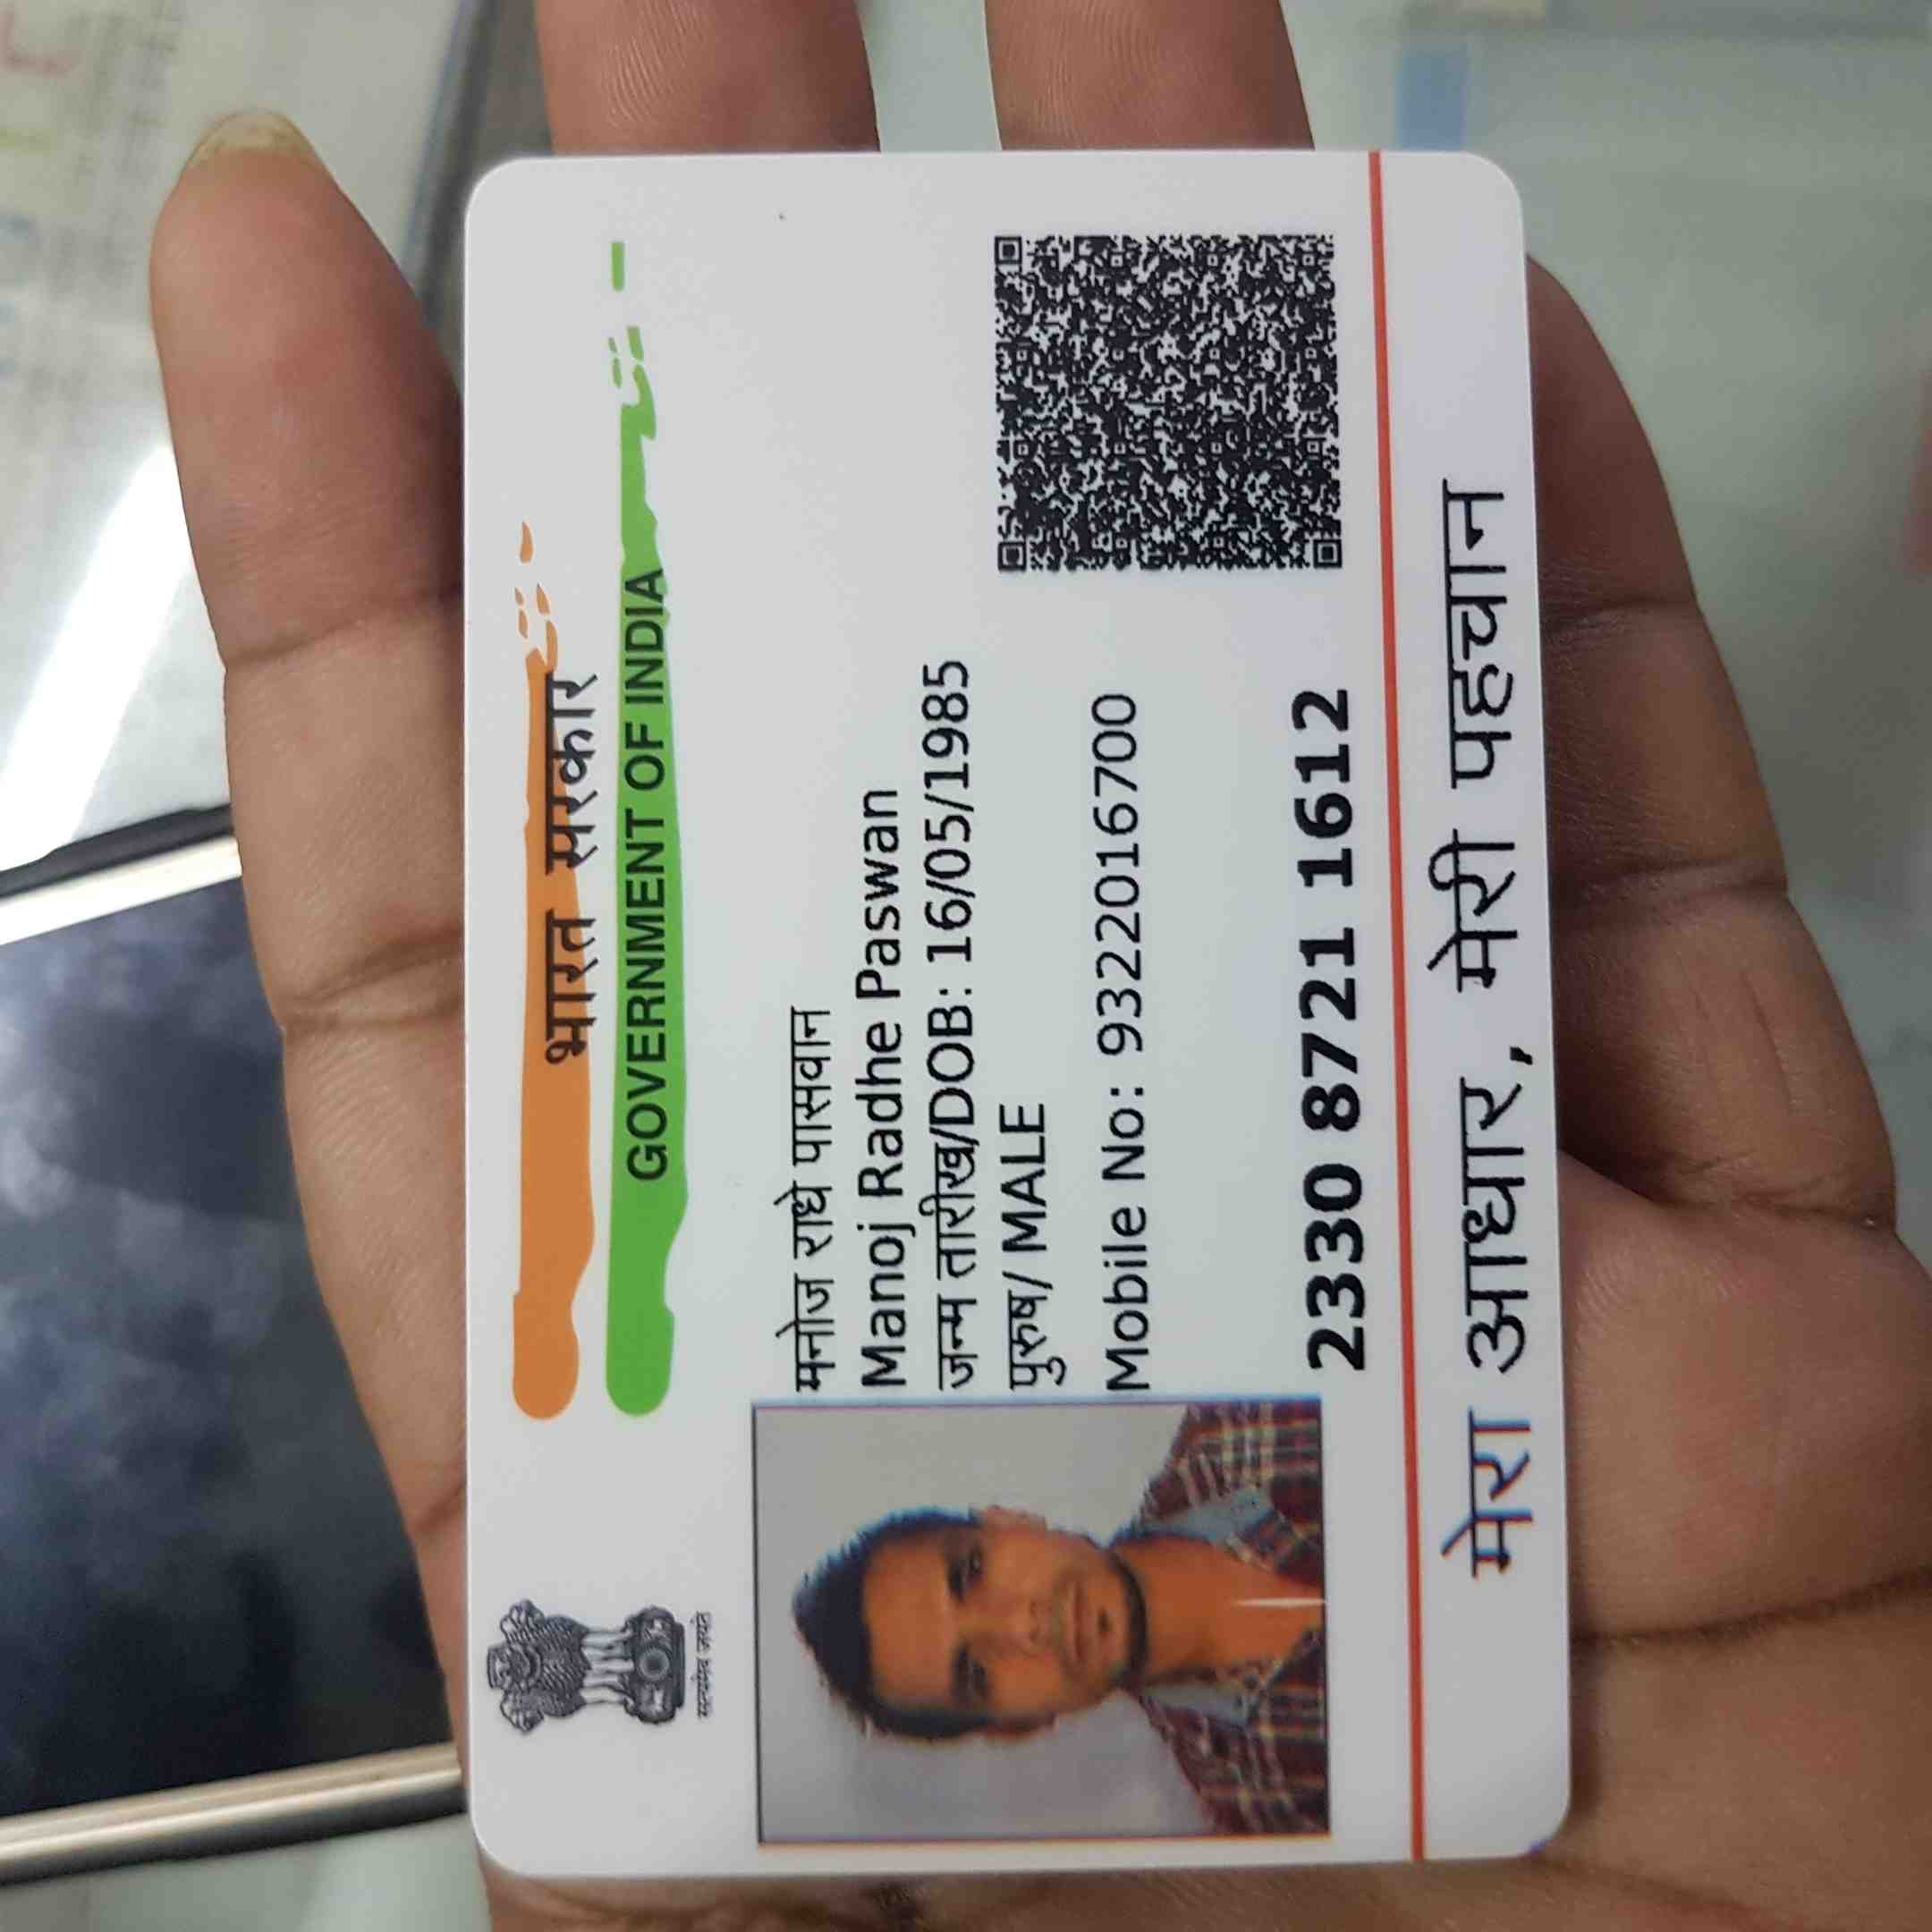 भारत सरकार
GOVERNMENT OF INDIA
सत्यमेव जयते
मनोज राधे पासवान
Manoj Radhe Paswan
जन्म तारीख/DOB: 16/05/1985
पुरुष/ MALE
Mobile No: 9322016700
2330 8721 1612
मेरा आधार, मेरी पहचान